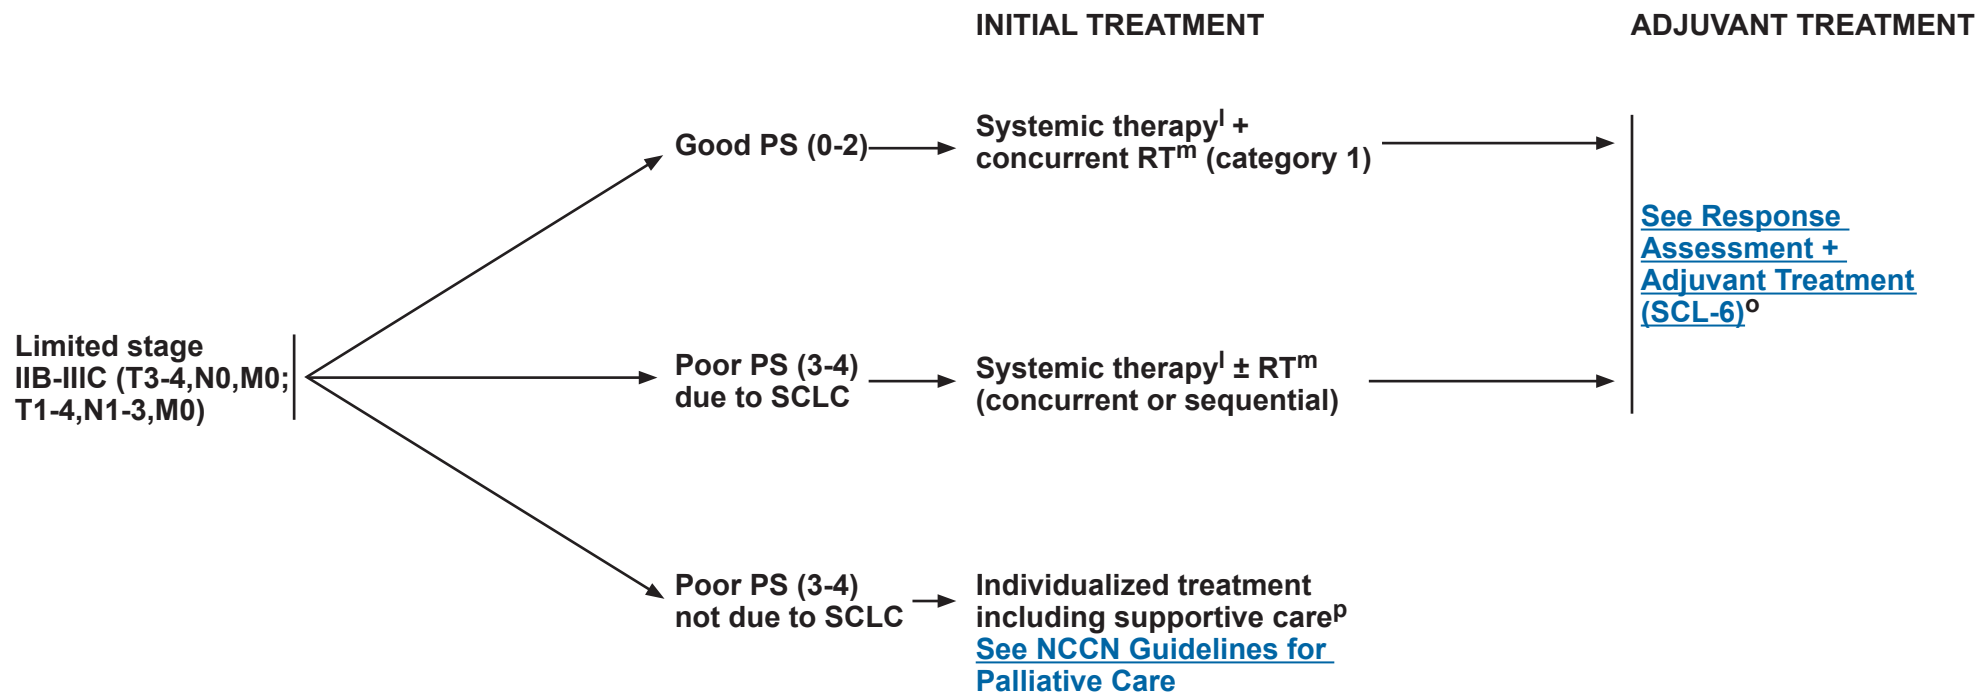 INITIAL TREATMENT
ADJUVANT TREATMENT
Limited stage
IIB-IIIC (T3-4,N0,M0;
T1-4,N1-3,M0)
Good PS (0-2)
Systemic therapyˡ +
concurrent RTᵐ (category 1)
Poor PS (3-4)
due to SCLC
Systemic therapyˡ ± RTᵐ
(concurrent or sequential)
See Response
Assessment +
Adjuvant Treatment
(SCL-6)ᵒ
Poor PS (3-4)
not due to SCLC
Individualized treatment
including supportive careᵖ
See NCCN Guidelines for
Palliative Care